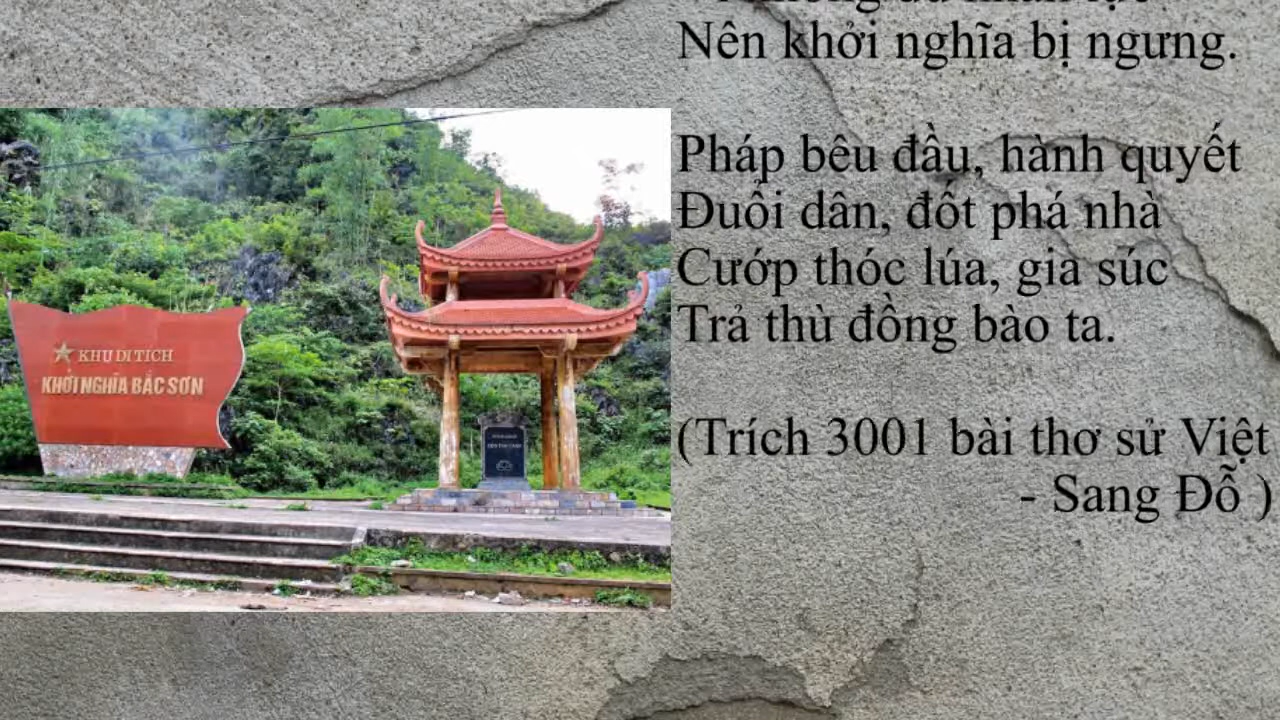 Nên khởi nghĩa bị ngưng.
Pháp bêu đầu, hành quyết
Đuổi dân, đốt phá nhà
Cướp thóc lúa, gia súc
Trả thù đồng bào ta.
(Trích 3001 bài thơ sử Việt
- Sang Đỗ )
KHU DI TÍCH
KHỞI NGHĨA BẮC SƠN